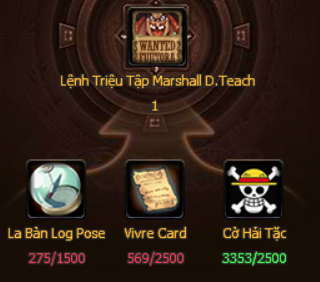 WANTED
FUJITORA
Lệnh Triệu Tập Marshall D.Teach
1
La Bàn Log Pose
Vivre Card
Cờ Hải Tặc
275/1500
569/2500
3353/2500